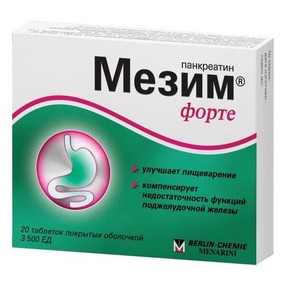 панкреатин
Мезим®
форте
улучшает пищеварение
компенсирует
недостаточность функций
поджелудочной железы
20 таблеток покрытых оболочкой
3 500 ЕД
BERLIN-CHEMIE
MENARINI